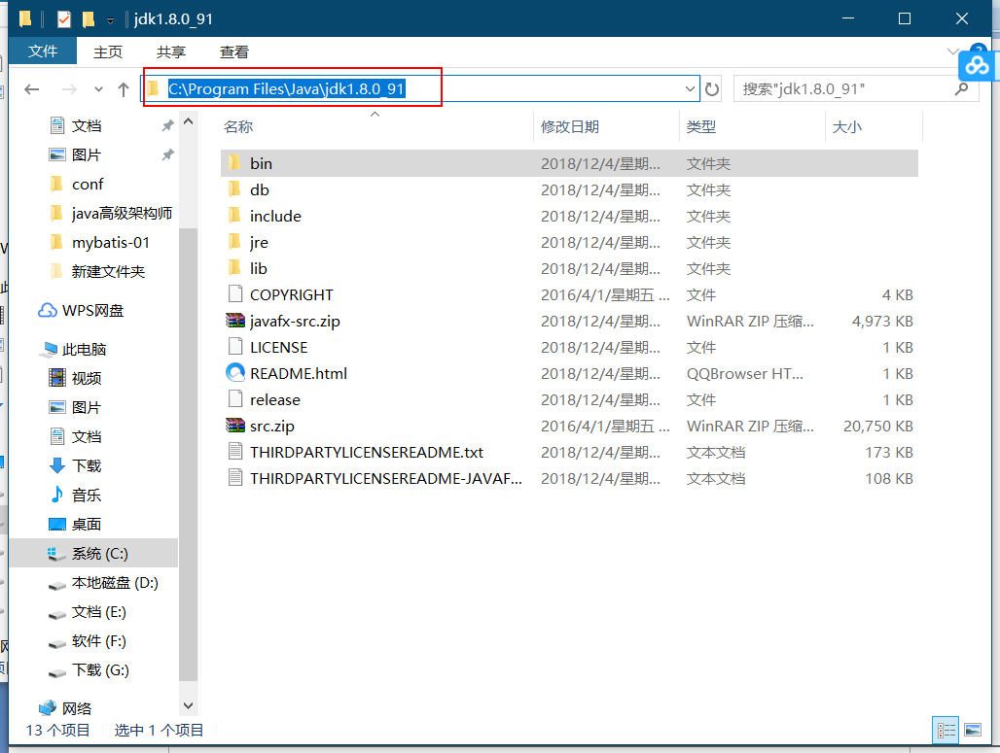 jdk1.8.0_91
文件 主页 共享 查看
C:\Program Files\Java\jdk1.8.0_91 搜索"jdk1.8.0_91"
名称 修改日期 类型 大小
文档
图片
conf
java高级架构师
mybatis-01
新建文件夹
WPS网盘
此电脑
视频
图片
文档
下载
音乐
桌面
系统 (C:)
本地磁盘 (D:)
文档 (E:)
软件 (F:)
下载 (G:)
网络
bin 2018/12/4/星期... 文件夹
db 2018/12/4/星期... 文件夹
include 2018/12/4/星期... 文件夹
jre 2018/12/4/星期... 文件夹
lib 2018/12/4/星期... 文件夹
COPYRIGHT 2016/4/1/星期五 ... 文件 4 KB
javafx-src.zip 2018/12/4/星期... WinRAR ZIP 压缩... 4,973 KB
LICENSE 2018/12/4/星期... 文件 1 KB
README.html 2018/12/4/星期... QQBrowser HT... 1 KB
release 2018/12/4/星期... 文件 1 KB
src.zip 2016/4/1/星期五 ... WinRAR ZIP 压缩... 20,750 KB
THIRDPARTYLICENSEREADME.txt 2018/12/4/星期... 文本文档 173 KB
THIRDPARTYLICENSEREADME-JAVAF... 2018/12/4/星期... 文本文档 108 KB
13 个项目 选中 1 个项目